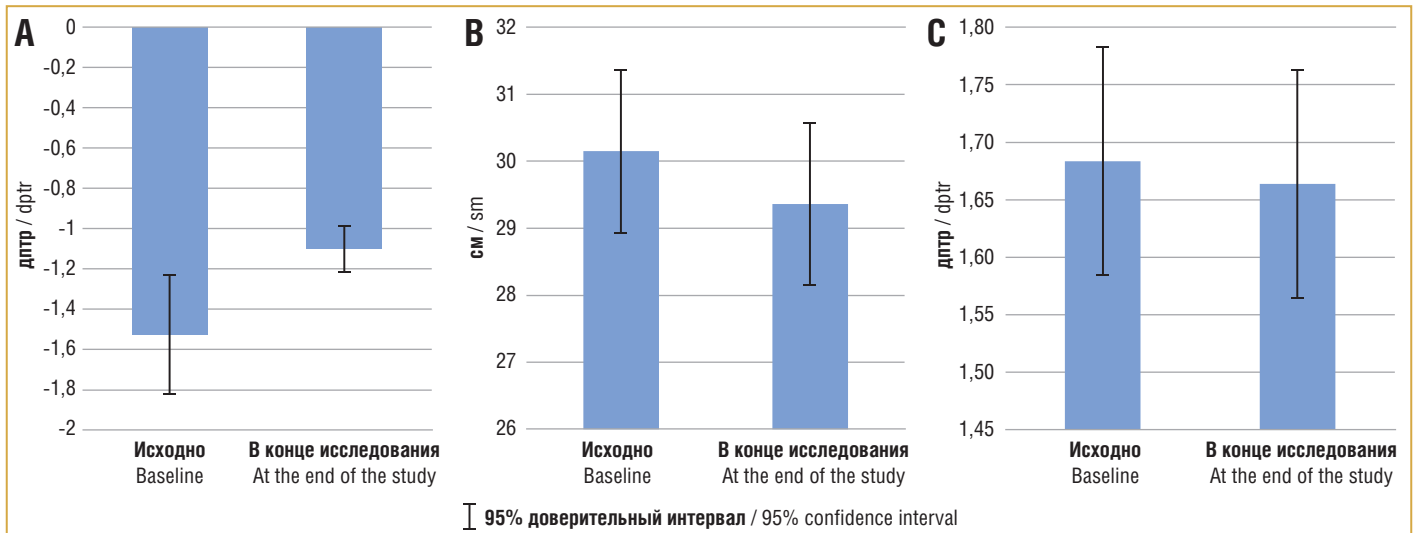 A
0
-0,2
-0,4
-0,6
-0,8
-1
-1,2
-1,4
-1,6
-1,8
-2
дптр / dptr
Исходно
Baseline
В конце исследования
At the end of the study
B
32
31
30
29
28
27
26
см / sm
Исходно
Baseline
В конце исследования
At the end of the study
C
1,80
1,75
1,70
1,65
1,60
1,55
1,50
1,45
дптр / dptr
Исходно
Baseline
В конце исследования
At the end of the study
95% доверительный интервал / 95% confidence interval